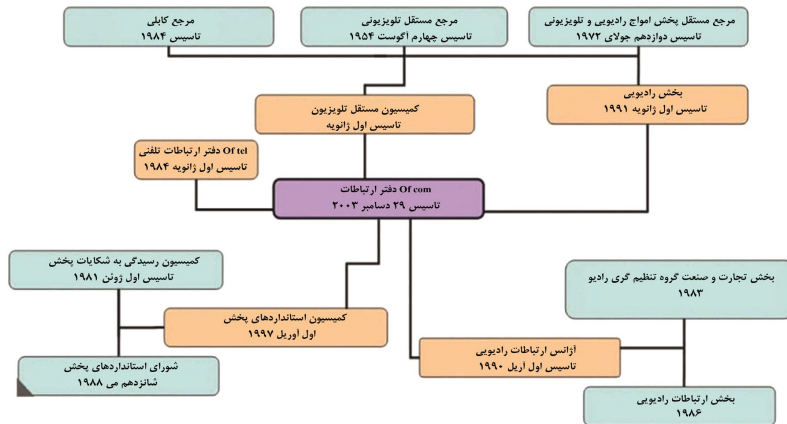 مرجع مستقل پخش امواج رادیویی و تلویزیونی
تاسیس دوازدهم جولای ۱۹۷۲
مرجع مستقل تلویزیونی
تاسیس چهارم آگوست ۱۹۵۴
مرجع کابلی
تاسیس ۱۹۸۴
بخش رادیویی
تاسیس اول ژانویه ۱۹۹۱
کمیسیون مستقل تلویزیون
تاسیس اول ژانویه
Of tel دفتر ارتباطات تلفنی
تاسیس اول ژانویه ۱۹۸۴
Of com دفتر ارتباطات
تاسیس ۲۹ دسامبر ۲۰۰۳
کمیسیون رسیدگی به شکایات پخش
تاسیس اول ژوئن ۱۹۸۱
بخش تجارت و صنعت گروه تنظیم گری رادیو
۱۹۸۳
کمیسیون استانداردهای پخش
اول آوریل ۱۹۹۷
آژانس ارتباطات رادیویی
تاسیس اول آریل ۱۹۹۰
شورای استانداردهای پخش
شانزدهم می ۱۹۸۸
بخش ارتباطات رادیویی
۱۹۸۶